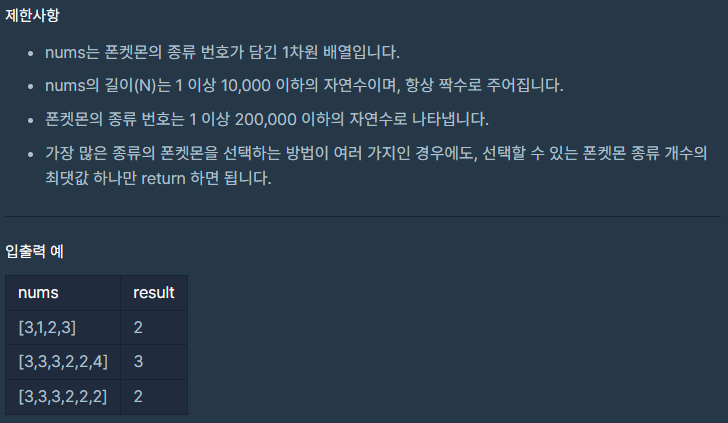 제한사항
• nums는 폰켓몬의 종류 번호가 담긴 1차원 배열입니다.
• nums의 길이(N)는 1 이상 10,000 이하의 자연수이며, 항상 짝수로 주어집니다.
• 폰켓몬의 종류 번호는 1 이상 200,000 이하의 자연수로 나타냅니다.
• 가장 많은 종류의 폰켓몬을 선택하는 방법이 여러 가지인 경우에도, 선택할 수 있는 폰켓몬 종류 개수의
최댓값 하나만 return 하면 됩니다.
입출력 예
nums result
[3,1,2,3] 2
[3,3,3,2,2,4] 3
[3,3,3,2,2,2] 2